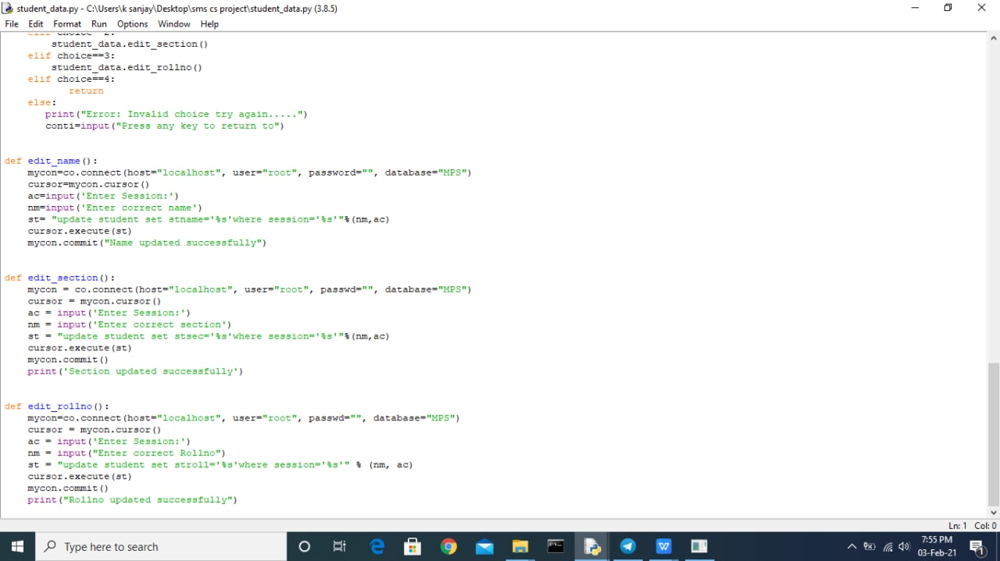 student_data.py - C:\Users\k sanjay\Desktop\sms cs project\student_data.py (3.8.5)
File Edit Format Run Options Window Help
elif choice==2:
        student_data.edit_section()
    elif choice==3:
        student_data.edit_rollno()
    elif choice==4:
           return
    else:
       print("Error: Invalid choice try again.....")
       conti=input("Press any key to return to")
def edit_name():
    mycon=co.connect(host="localhost", user="root", password="", database="MPS")
    cursor=mycon.cursor()
    ac=input('Enter Session:')
    nm=input('Enter correct name')
    st= "update student set stname='%s'where session='%s'"%(nm,ac)
    cursor.execute(st)
    mycon.commit("Name updated successfully")
def edit_section():
    mycon = co.connect(host="localhost", user="root", passwd="", database="MPS")
    cursor = mycon.cursor()
    ac = input('Enter Session:')
    nm = input('Enter correct section')
    st = "update student set stsec='%s'where session='%s'"%(nm,ac)
    cursor.execute(st)
    mycon.commit()
    print('Section updated successfully')
def edit_rollno():
    mycon=co.connect(host="localhost", user="root", passwd="", database="MPS")
    cursor = mycon.cursor()
    ac = input('Enter Session:')
    nm = input("Enter correct Rollno")
    st = "update student set stroll='%s'where session='%s'" % (nm, ac)
    cursor.execute(st)
    mycon.commit()
    print("Rollno updated successfully")
Ln: 1 Col: 0
Type here to search
7:55 PM
03-Feb-21
1